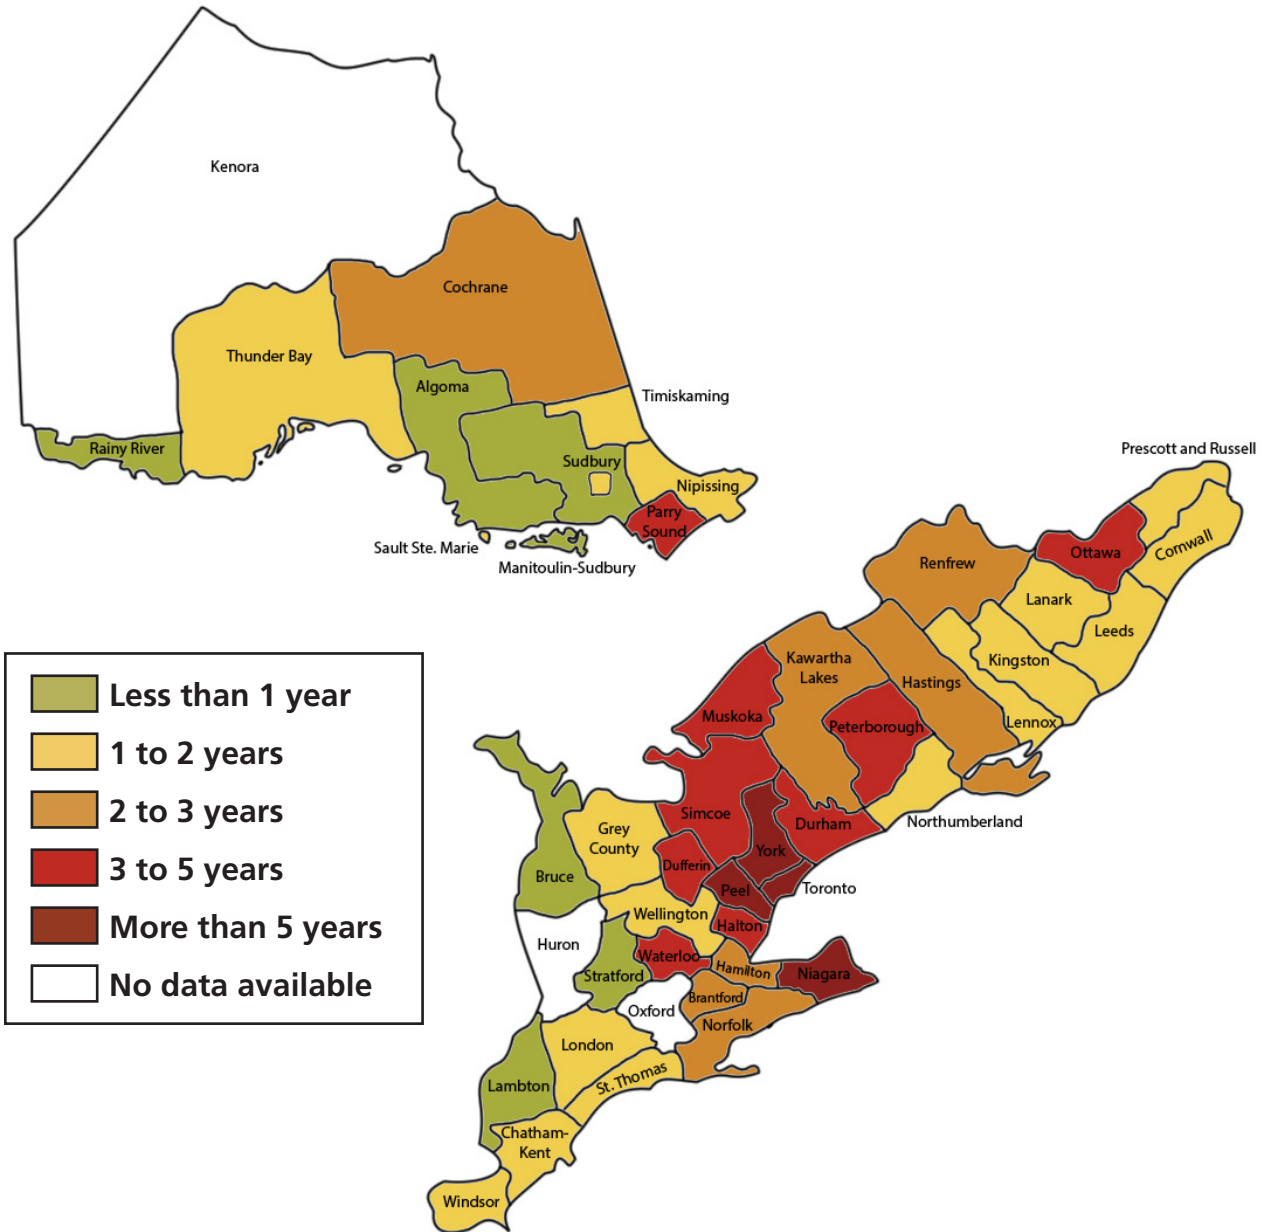 Kenora
Cochrane
Thunder Bay
Algoma
Timiskaming
Rainy River
Sudbury
Nipissing
Parry
Sound
Sault Ste. Marie
Manitoulin-Sudbury
Prescott and Russell
Ottawa
Cornwall
Renfrew
Lanark
Leeds
Kingston
Kawartha
Lakes
Hastings
Lennox
Muskoka
Peterborough
Simcoe
Durham
Northumberland
Grey
County
York
Dufferin
Bruce
Peel
Toronto
Wellington
Halton
Huron
Waterloo
Stratford
Hamilton
Niagara
Brantford
Oxford
Norfolk
London
St. Thomas
Lambton
Chatham-
Kent
Windsor
Less than 1 year
1 to 2 years
2 to 3 years
3 to 5 years
More than 5 years
No data available